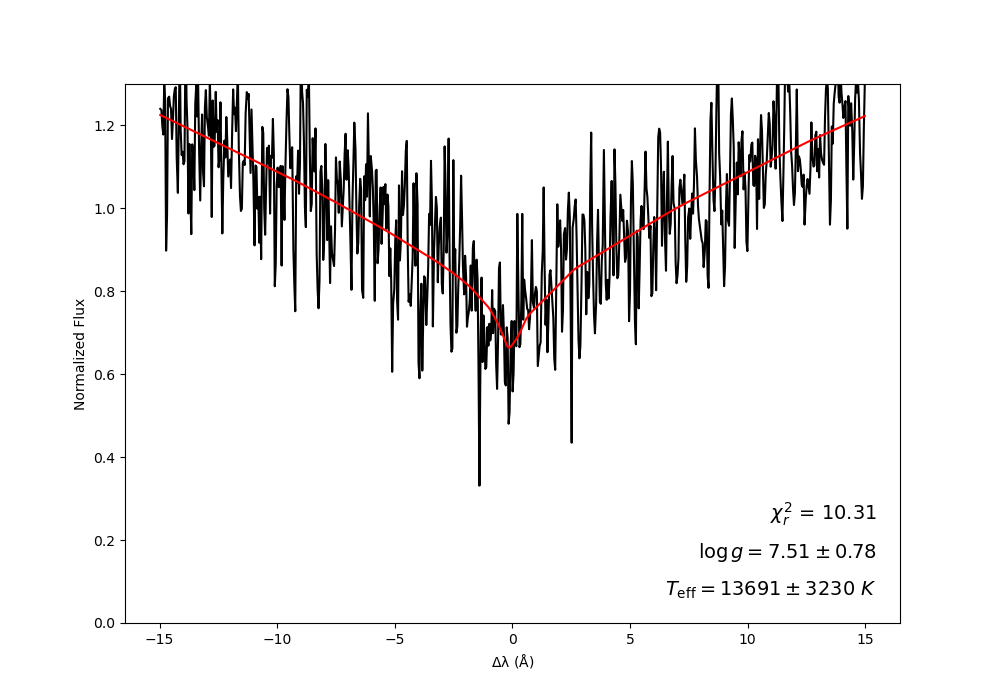 1.2
1.0
0.8
0.6
0.4
0.2
0.0
Normalized Flux
χ²ᵣ = 10.31
log g = 7.51 ± 0.78
T_eff = 13691 ± 3230 K
−15 −10 −5 0 5 10 15
Δλ (Å)